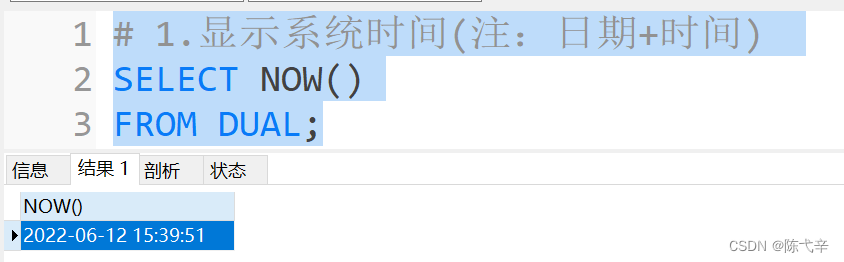 1 # 1.显示系统时间(注：日期+时间)
2 SELECT NOW()
3 FROM DUAL;
信息 结果 1 剖析 状态
NOW()
2022-06-12 15:39:51
CSDN @陈弋辛